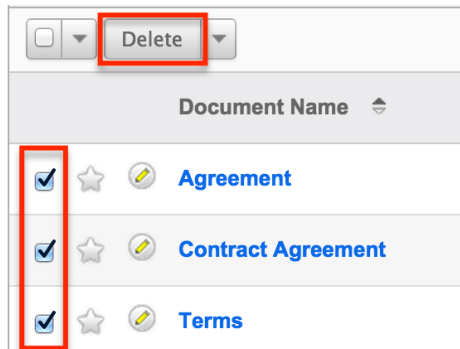 Delete
Document Name
Agreement
Contract Agreement
Terms